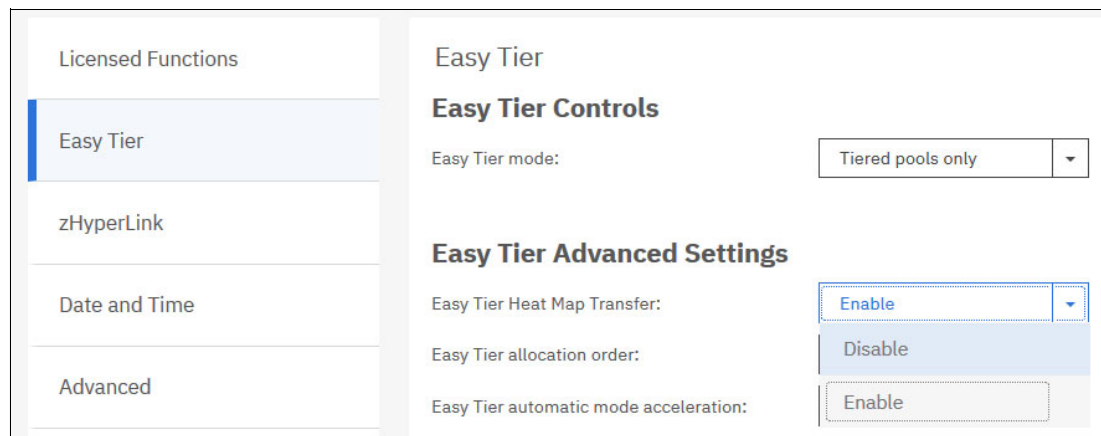 Licensed Functions
Easy Tier
zHyperLink
Date and Time
Advanced
Easy Tier
Easy Tier Controls
Easy Tier mode: Tiered pools only
Easy Tier Advanced Settings
Easy Tier Heat Map Transfer: Enable
Disable
Easy Tier allocation order:
Enable
Easy Tier automatic mode acceleration: